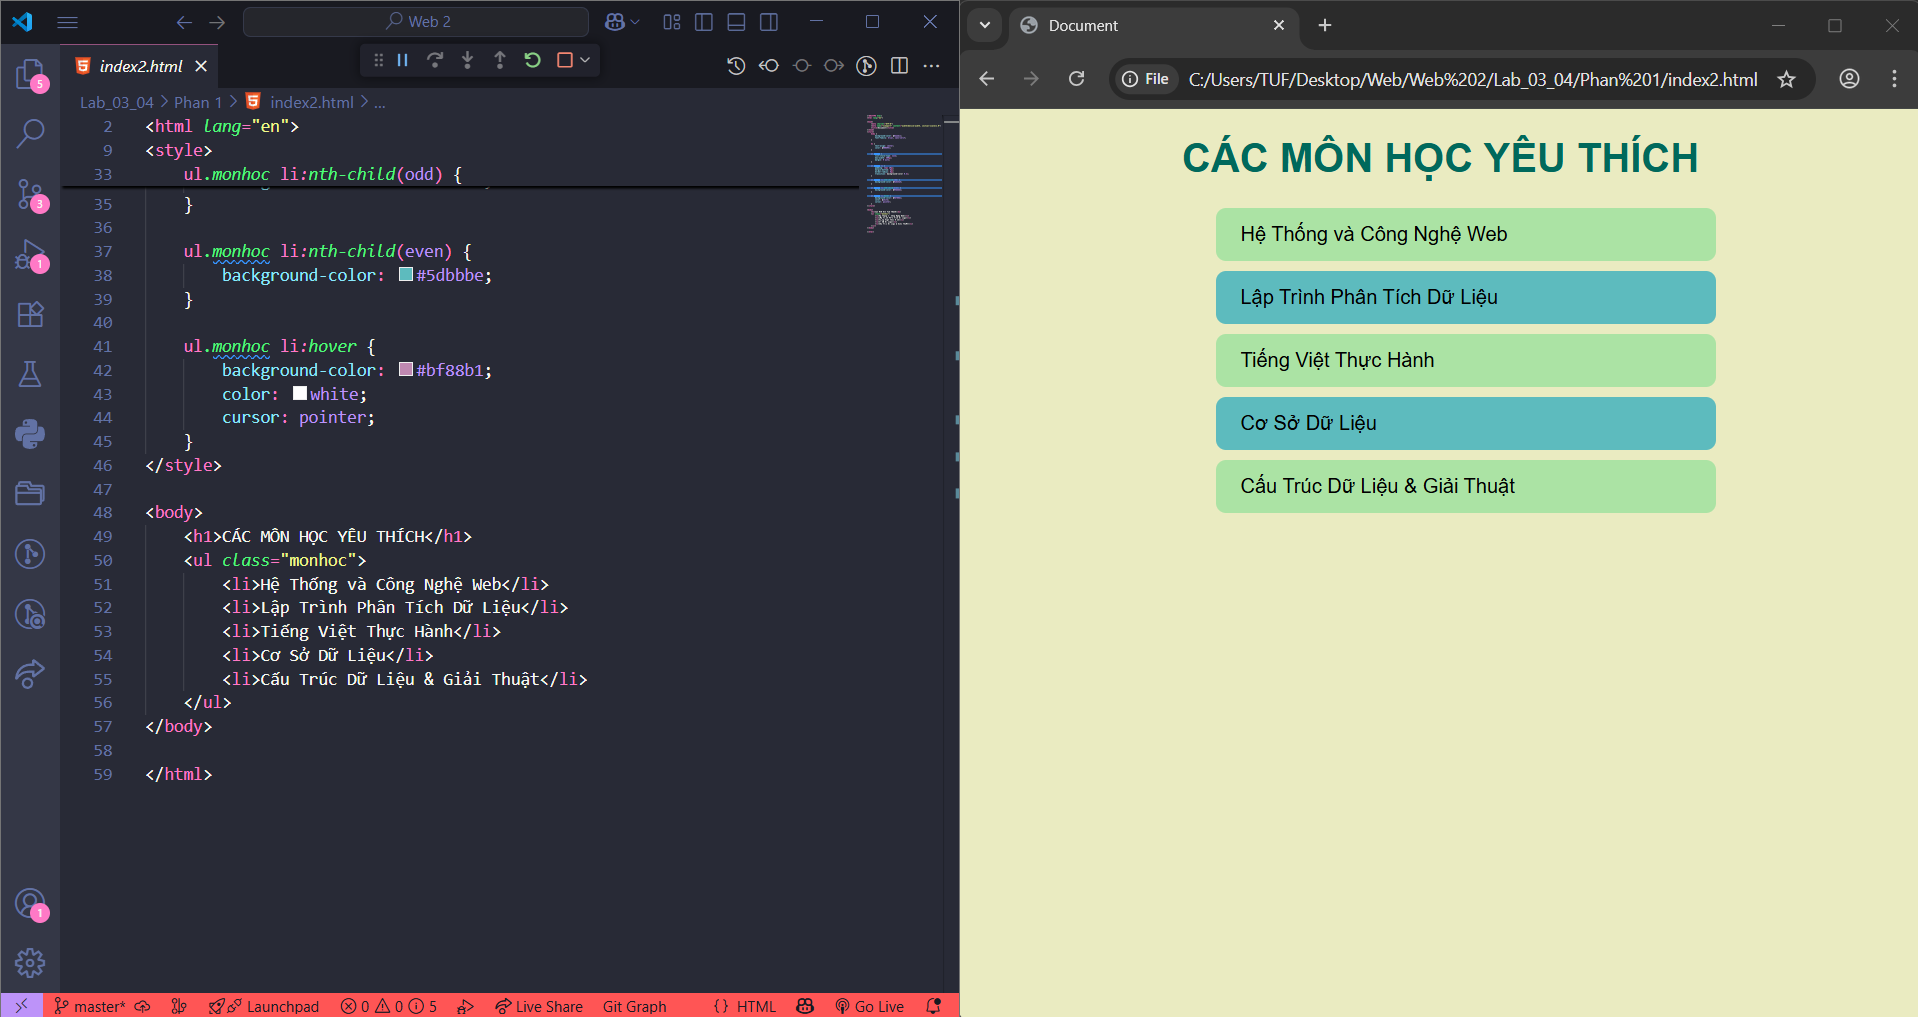 Web 2
5
3
1
1
index2.html
Lab_03_04 > Phan 1 > index2.html > ...
2 <html lang="en">
9 <style>
33 ul.monhoc li:nth-child(odd) {
35 }
36
37 ul.monhoc li:nth-child(even) {
38 background-color: #5dbbbe;
39 }
40
41 ul.monhoc li:hover {
42 background-color: #bf88b1;
43 color: white;
44 cursor: pointer;
45 }
46 </style>
47
48 <body>
49 <h1>CÁC MÔN HỌC YÊU THÍCH</h1>
50 <ul class="monhoc">
51 <li>Hệ Thống và Công Nghệ Web</li>
52 <li>Lập Trình Phân Tích Dữ Liệu</li>
53 <li>Tiếng Việt Thực Hành</li>
54 <li>Cơ Sở Dữ Liệu</li>
55 <li>Cấu Trúc Dữ Liệu & Giải Thuật</li>
56 </ul>
57 </body>
58
59 </html>
master* Launchpad 0 0 5 Live Share Git Graph {} HTML Go Live
Document
File C:/Users/TUF/Desktop/Web/Web%202/Lab_03_04/Phan%201/index2.html
CÁC MÔN HỌC YÊU THÍCH
Hệ Thống và Công Nghệ Web
Lập Trình Phân Tích Dữ Liệu
Tiếng Việt Thực Hành
Cơ Sở Dữ Liệu
Cấu Trúc Dữ Liệu & Giải Thuật